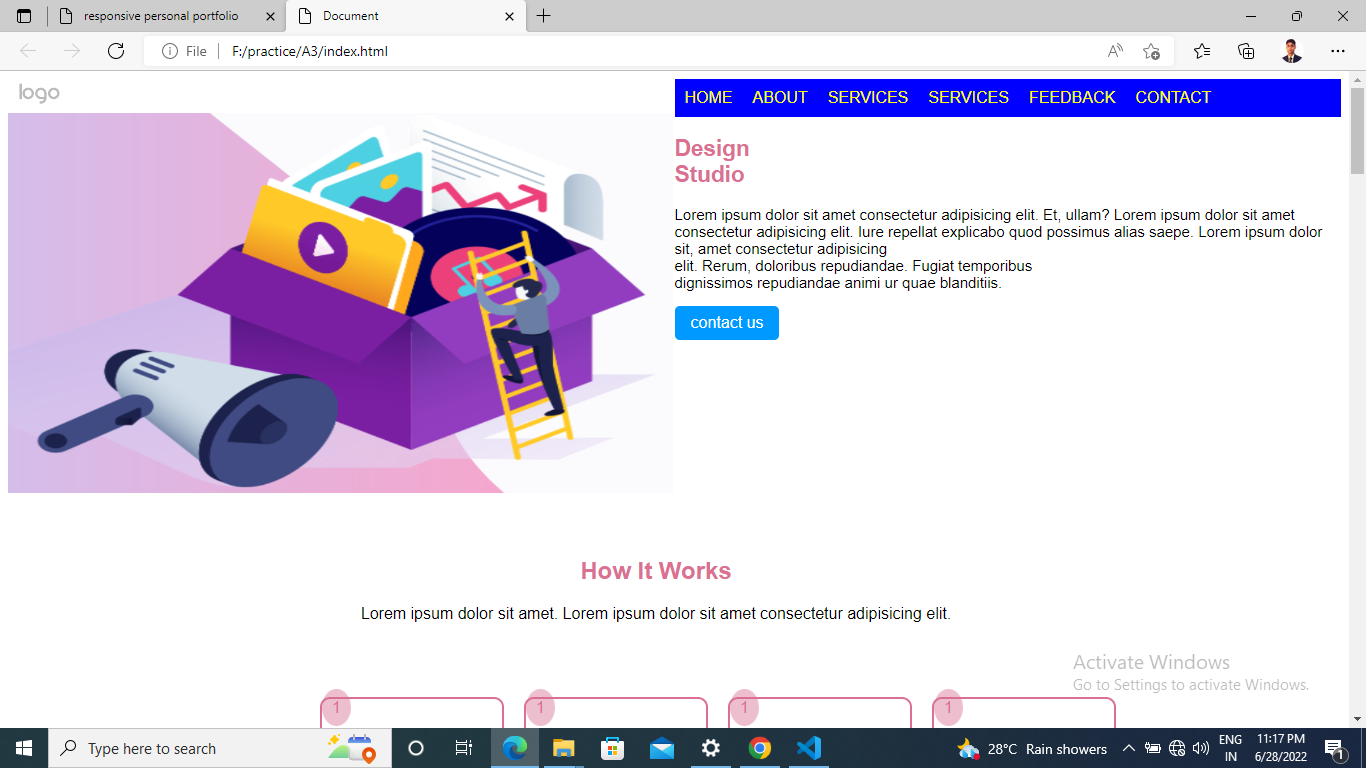 responsive personal portfolio
Document
File
F:/practice/A3/index.html
logo
HOME ABOUT SERVICES SERVICES FEEDBACK CONTACT
Design
Studio
Lorem ipsum dolor sit amet consectetur adipisicing elit. Et, ullam? Lorem ipsum dolor sit amet
consectetur adipisicing elit. Iure repellat explicabo quod possimus alias saepe. Lorem ipsum dolor
sit, amet consectetur adipisicing
elit. Rerum, doloribus repudiandae. Fugiat temporibus
dignissimos repudiandae animi ur quae blanditiis.
contact us
How It Works
Lorem ipsum dolor sit amet. Lorem ipsum dolor sit amet consectetur adipisicing elit.
Activate Windows
Go to Settings to activate Windows.
1 1 1 1
Type here to search
28°C Rain showers
ENG
IN
11:17 PM
6/28/2022
1